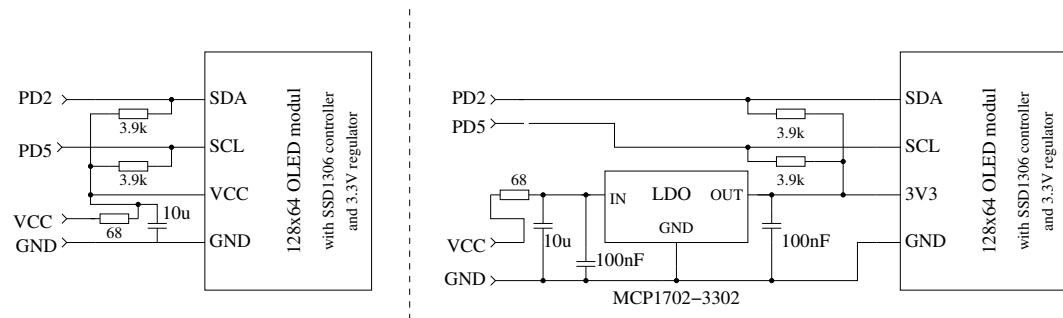 PD2
SDA
3.9k
PD5
SCL
3.9k
VCC
VCC
10u
68
GND
GND
128x64 OLED modul
with SSD1306 controller
and 3.3V regulator
PD2
SDA
PD5
3.9k
SCL
68
IN
LDO
OUT
3.9k
3V3
VCC
10u
GND
100nF
GND
100nF
GND
MCP1702-3302
128x64 OLED modul
with SSD1306 controller
and 3.3V regulator